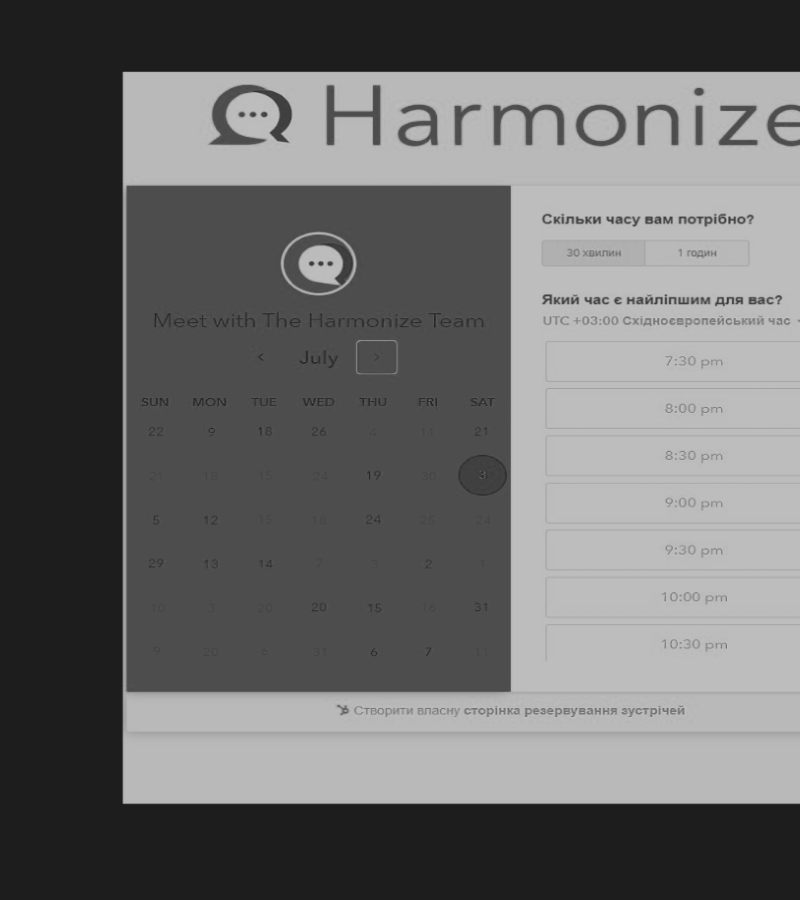 Harmonize
Meet with The Harmonize Team
July
SUN MON TUE WED THU FRI SAT
22 9 18 26 4 11 21
21 13 15 24 19 30 3
5 12 15 16 24 26 24
29 13 14 7 3 2 1
10 3 20 20 15 16 31
9 20 6 31 6 7 11
Скільки часу вам потрібно?
30 хвилин 1 годин
Який час є найліпшим для вас?
UTC +03:00 Східноєвропейський час
7:30 pm
8:00 pm
8:30 pm
9:00 pm
9:30 pm
10:00 pm
10:30 pm
Створити власну сторінка резервування зустрічей